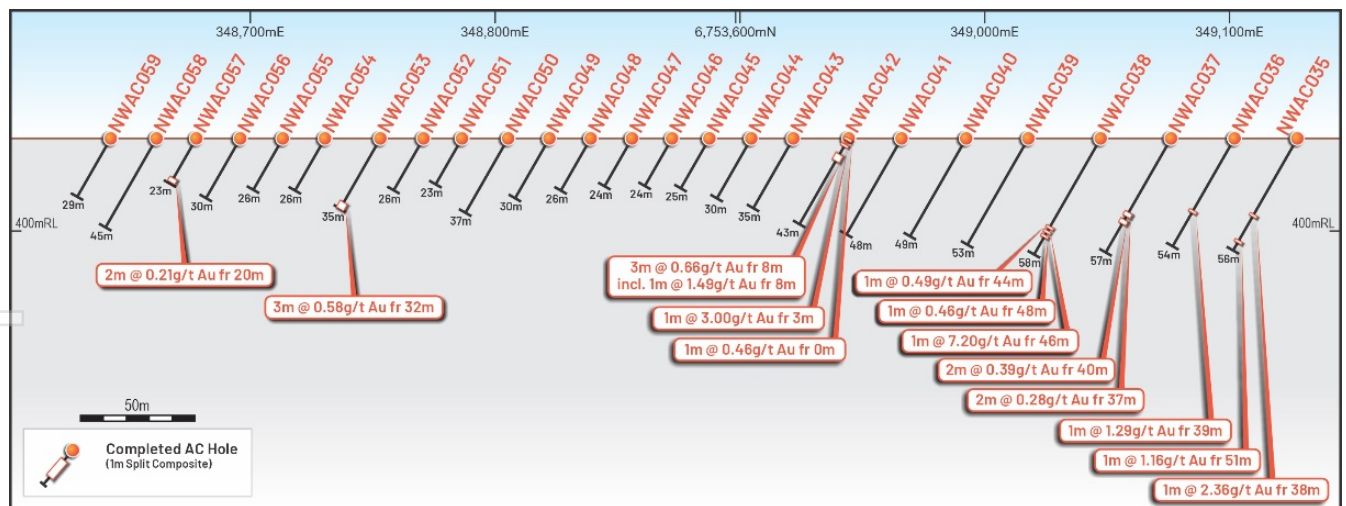 348,700mE
348,800mE
6,753,600mN
349,000mE
349,100mE
NWAC059
NWAC058
NWAC057
NWAC056
NWAC055
NWAC054
NWAC053
NWAC052
NWAC051
NWAC050
NWAC049
NWAC048
NWAC047
NWAC046
NWAC045
NWAC044
NWAC043
NWAC042
NWAC041
NWAC040
NWAC039
NWAC038
NWAC037
NWAC036
NWAC035
29m
45m
23m
30m
26m
26m
35m
26m
23m
37m
30m
26m
24m
24m
25m
30m
35m
43m
48m
49m
53m
58m
57m
54m
56m
400mRL
400mRL
2m @ 0.21g/t Au fr 20m
3m @ 0.58g/t Au fr 32m
3m @ 0.66g/t Au fr 8m
incl. 1m @ 1.49g/t Au fr 8m
1m @ 3.00g/t Au fr 3m
1m @ 0.46g/t Au fr 0m
1m @ 0.49g/t Au fr 44m
1m @ 0.46g/t Au fr 48m
1m @ 7.20g/t Au fr 46m
2m @ 0.39g/t Au fr 40m
2m @ 0.28g/t Au fr 37m
1m @ 1.29g/t Au fr 39m
1m @ 1.16g/t Au fr 51m
1m @ 2.36g/t Au fr 38m
50m
Completed AC Hole
(1m Split Composite)